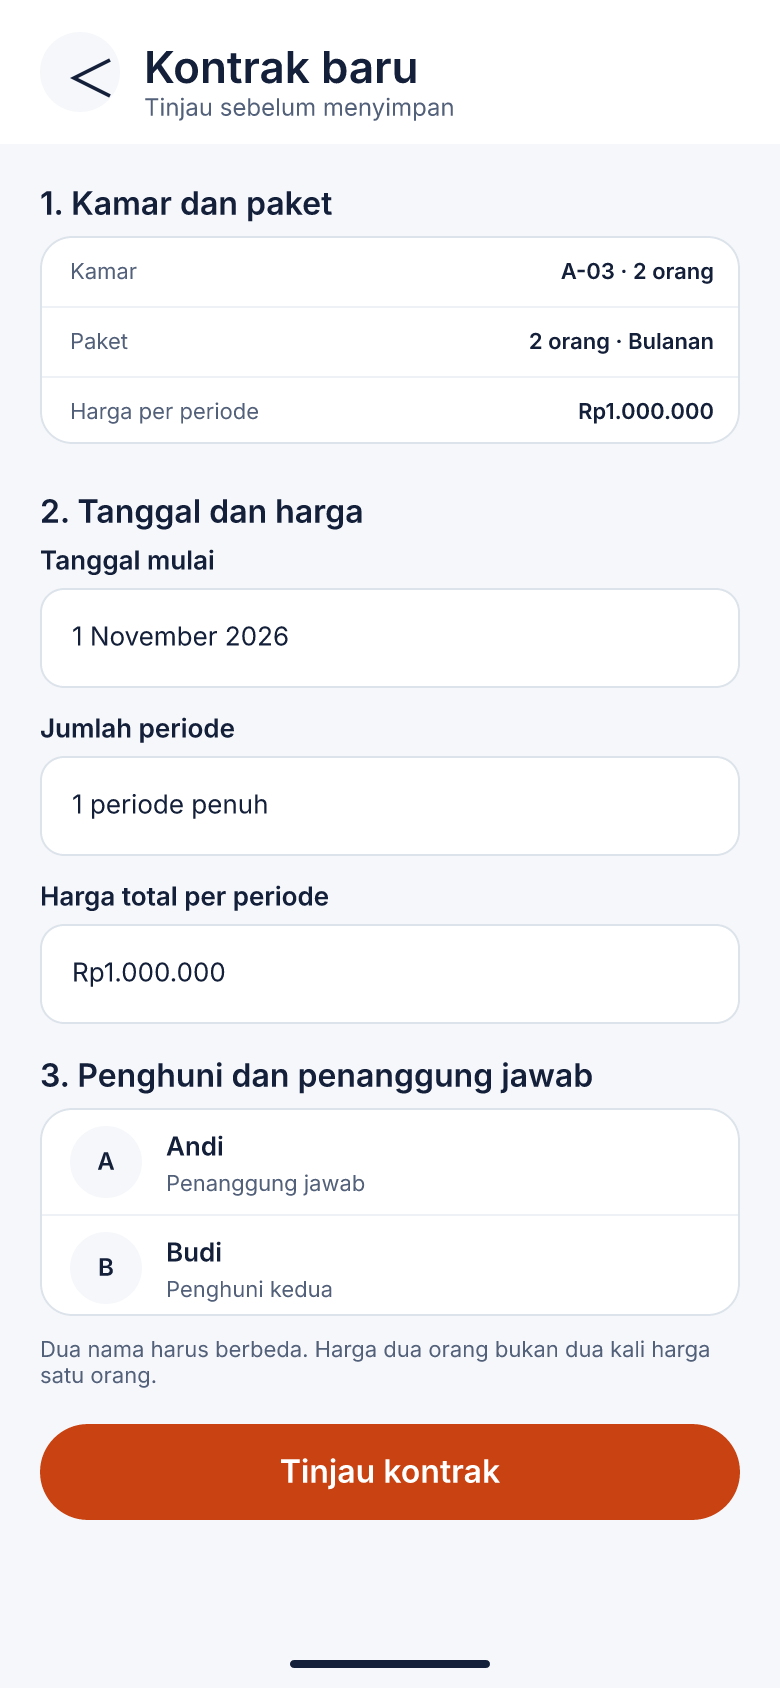 Kontrak baru
Tinjau sebelum menyimpan
1. Kamar dan paket
Kamar
A-03 · 2 orang
Paket
2 orang · Bulanan
Harga per periode
Rp1.000.000
2. Tanggal dan harga
Tanggal mulai
1 November 2026
Jumlah periode
1 periode penuh
Harga total per periode
Rp1.000.000
3. Penghuni dan penanggung jawab
A
Andi
Penanggung jawab
B
Budi
Penghuni kedua
Dua nama harus berbeda. Harga dua orang bukan dua kali harga
satu orang.
Tinjau kontrak